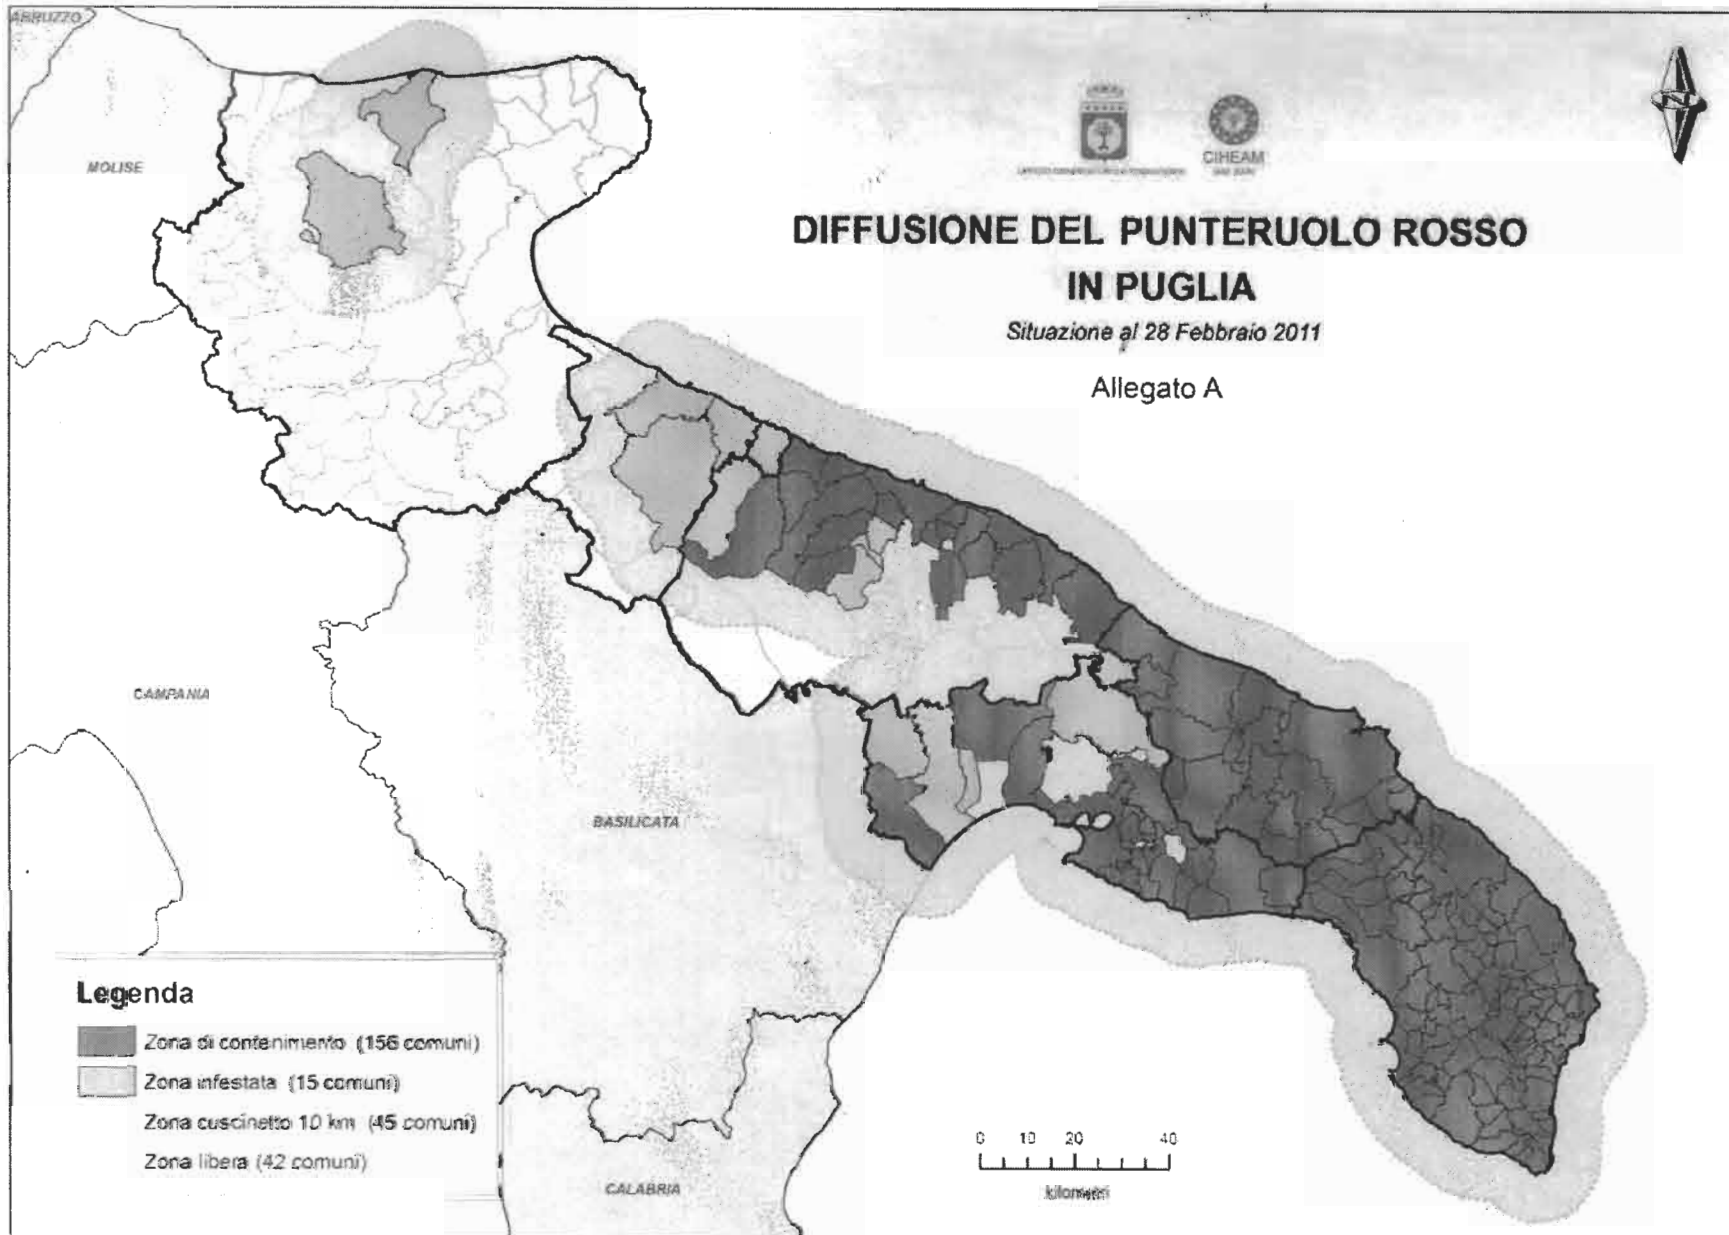 ABRUZZO
MOLISE
CIHEAM
DIFFUSIONE DEL PUNTERUOLO ROSSO
IN PUGLIA
Situazione al 28 Febbraio 2011
Allegato A
CAMPANIA
BASILICATA
Legenda
Zona di contenimento (156 comuni)
Zona infestata (15 comuni)
Zona cuscinetto 10 km (45 comuni)
Zona libera (42 comuni)
CALABRIA
0 10 20 40
kilometri